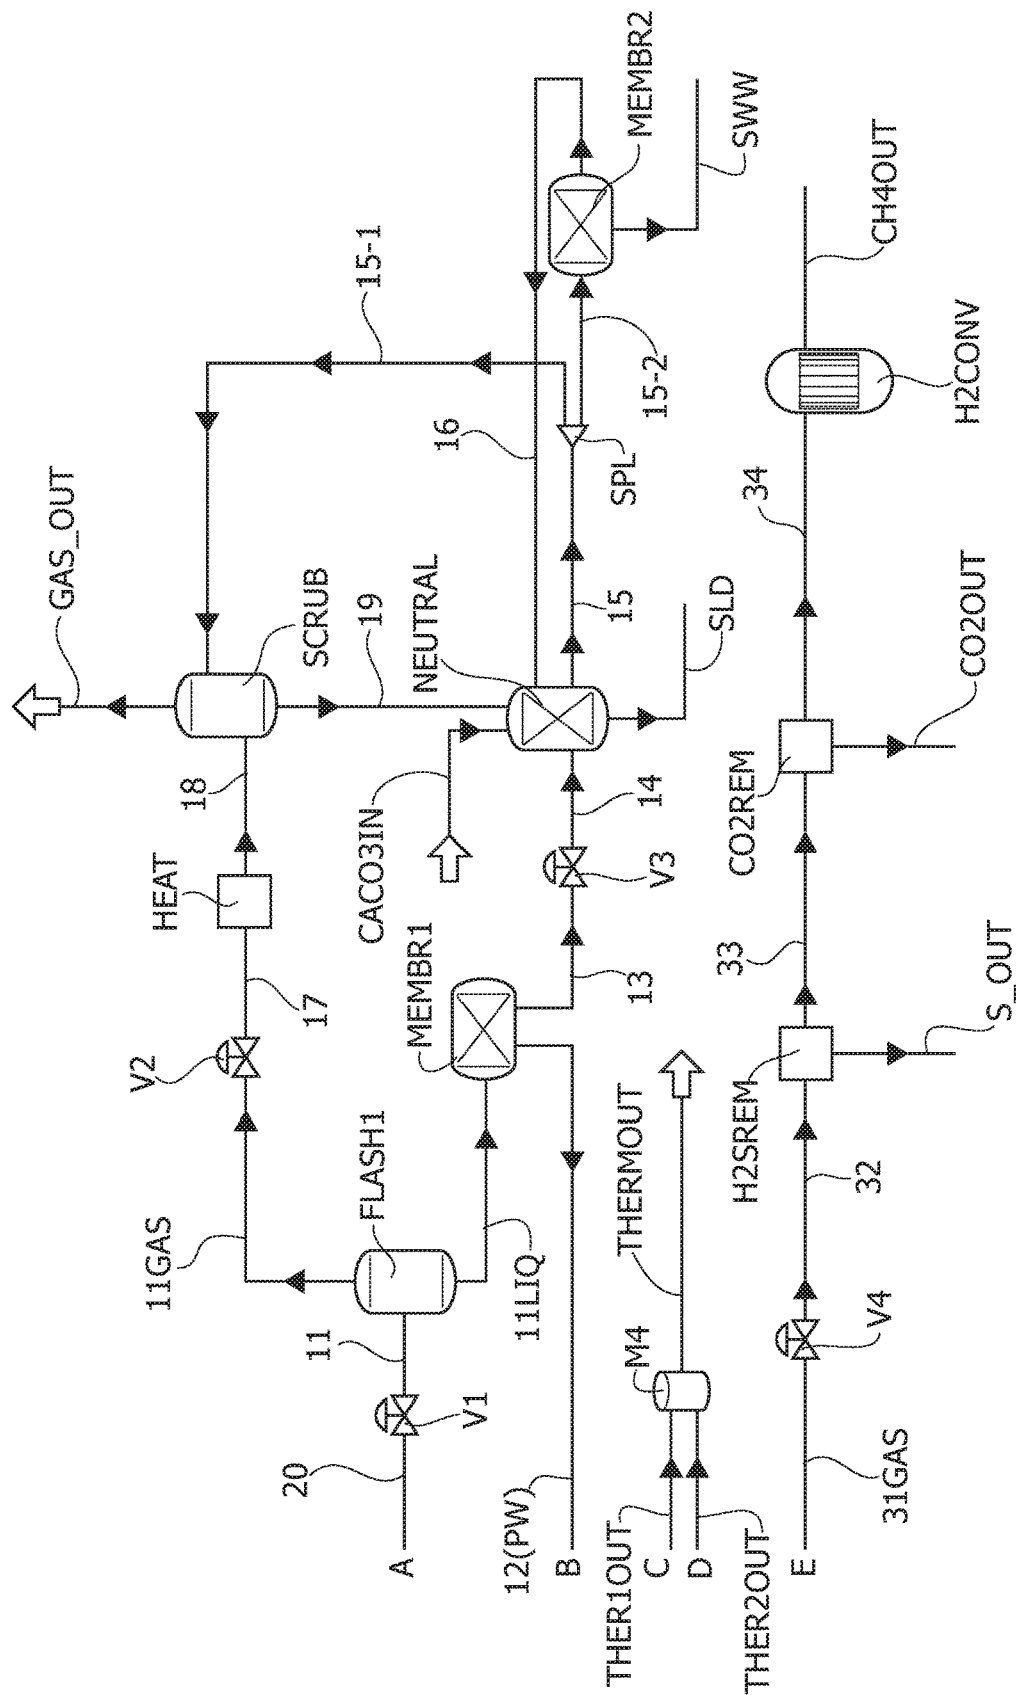 GAS_OUT
15-1
MEMBR2
SWW
SCRUB
18
19
16
NEUTRAL
15-2
SPL
15
SLD
HEAT
17
V2
11GAS
CACO3IN
14
V3
MEMBR1
13
FLASH1
11
11LIQ
V1
20
A
12(PW)
B
THERMOUT
M4
THER1OUT
C
D
THER2OUT
CH4OUT
H2CONV
34
CO2REM
CO2OUT
33
H2SREM
S_OUT
32
V4
31GAS
E